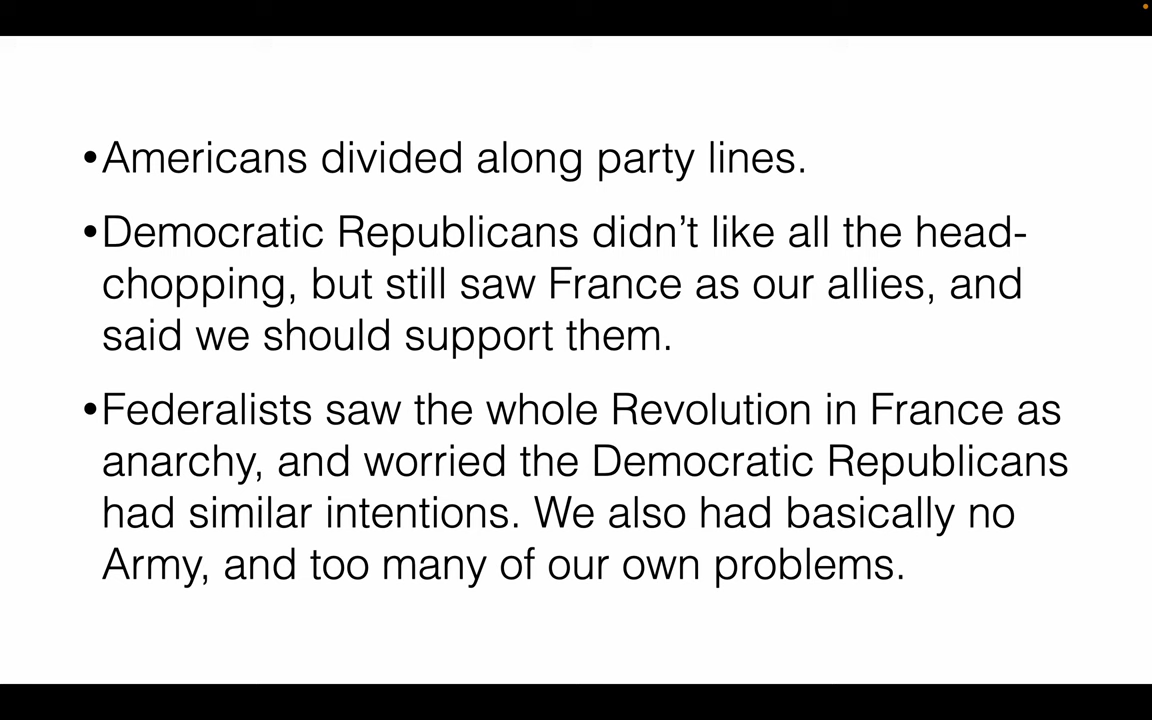 •Americans divided along party lines.
•Democratic Republicans didn’t like all the head-
chopping, but still saw France as our allies, and
said we should support them.
•Federalists saw the whole Revolution in France as
anarchy, and worried the Democratic Republicans
had similar intentions. We also had basically no
Army, and too many of our own problems.